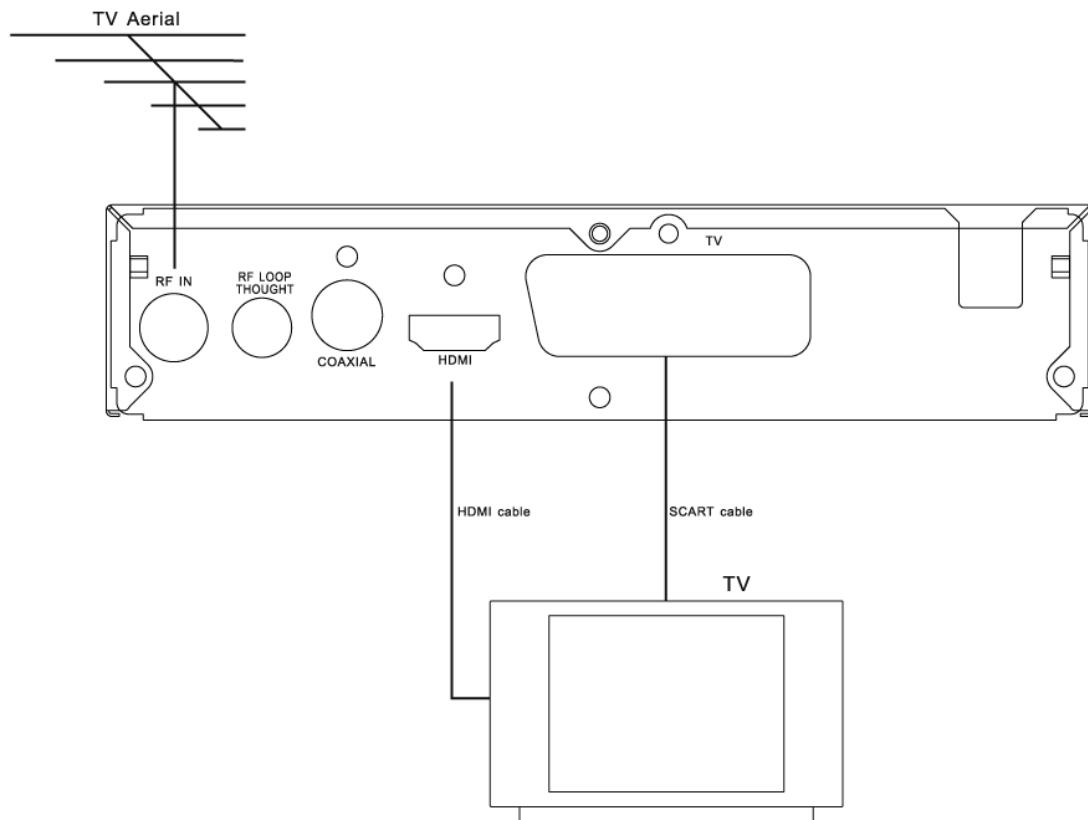 TV Aerial
TV
RF IN
RF LOOP
THOUGHT
COAXIAL
HDMI
HDMI cable
SCART cable
TV